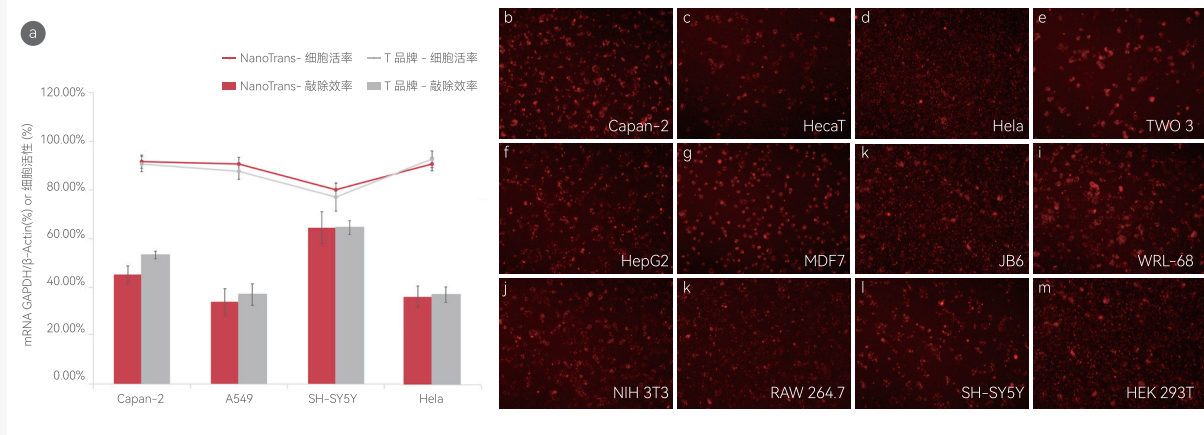 a
NanoTrans- 细胞活率
T 品牌 - 细胞活率
NanoTrans- 敲除效率
T 品牌 - 敲除效率
mRNA GAPDH/β-Actin(%) or 细胞活性 (%)
120.00%
100.00%
80.00%
60.00%
40.00%
20.00%
0.00%
Capan-2
A549
SH-SY5Y
Hela
b
Capan-2
c
HecaT
d
Hela
e
TWO 3
f
HepG2
g
MDF7
k
JB6
i
WRL-68
j
NIH 3T3
k
RAW 264.7
l
SH-SY5Y
m
HEK 293T